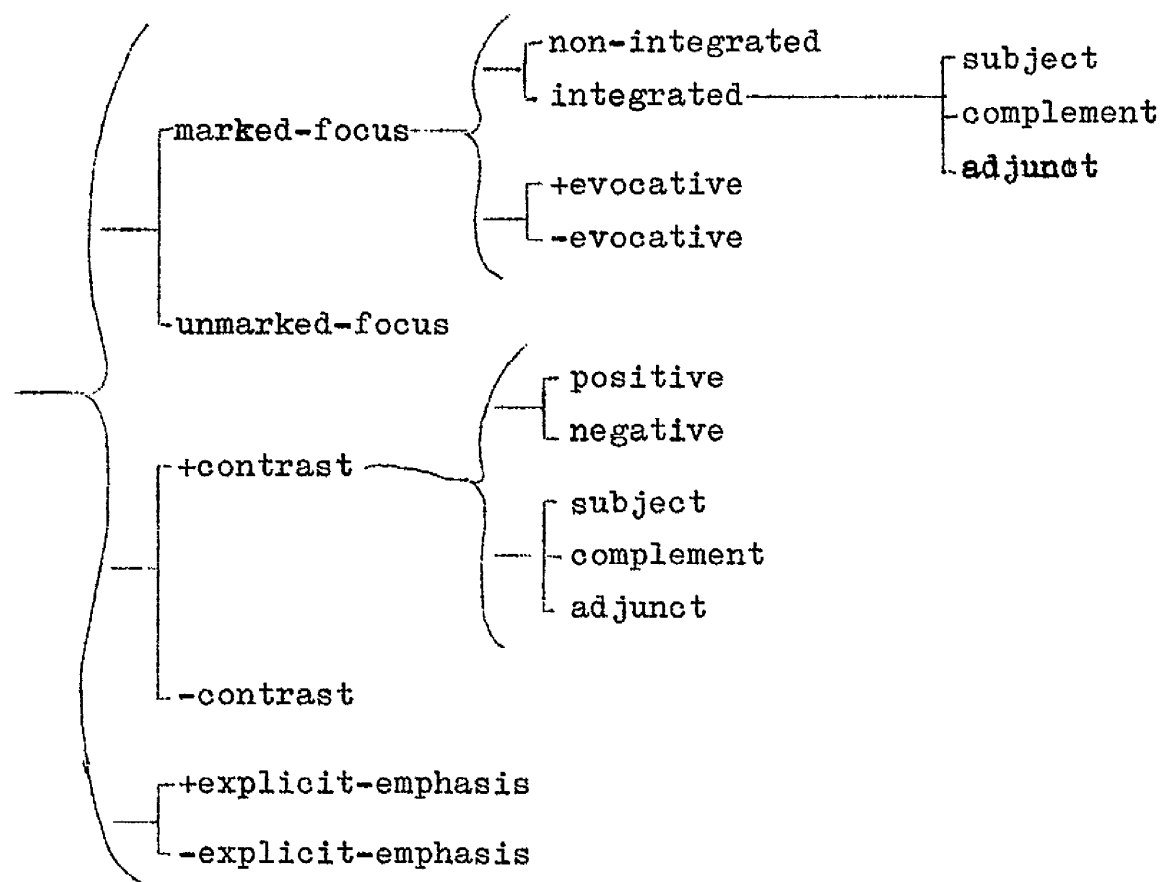 non-integrated
integrated
subject
complement
adjunct
marked-focus
+evocative
-evocative
unmarked-focus
positive
negative
+contrast
subject
complement
adjunct
-contrast
+explicit-emphasis
-explicit-emphasis